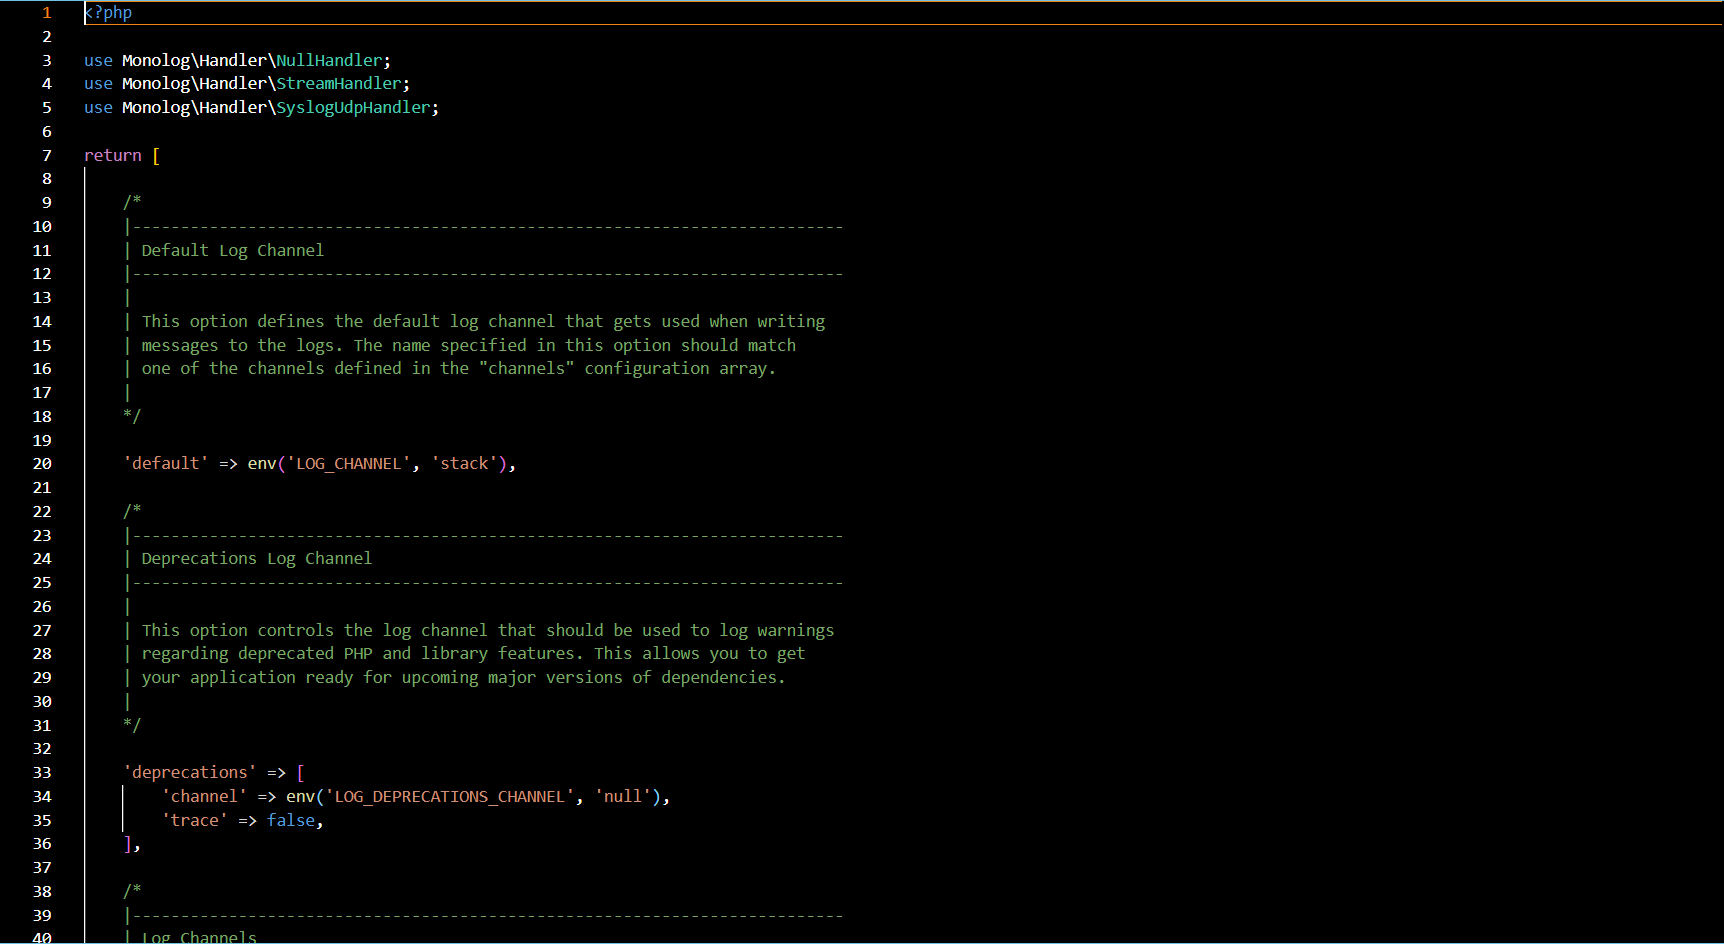 1 <?php
2
3 use Monolog\Handler\NullHandler;
4 use Monolog\Handler\StreamHandler;
5 use Monolog\Handler\SyslogUdpHandler;
6
7 return [
8
9     /*
10     |--------------------------------------------------------------------------
11     | Default Log Channel
12     |--------------------------------------------------------------------------
13     |
14     | This option defines the default log channel that gets used when writing
15     | messages to the logs. The name specified in this option should match
16     | one of the channels defined in the "channels" configuration array.
17     |
18     */
19
20     'default' => env('LOG_CHANNEL', 'stack'),
21
22     /*
23     |--------------------------------------------------------------------------
24     | Deprecations Log Channel
25     |--------------------------------------------------------------------------
26     |
27     | This option controls the log channel that should be used to log warnings
28     | regarding deprecated PHP and library features. This allows you to get
29     | your application ready for upcoming major versions of dependencies.
30     |
31     */
32
33     'deprecations' => [
34         'channel' => env('LOG_DEPRECATIONS_CHANNEL', 'null'),
35         'trace' => false,
36     ],
37
38     /*
39     |--------------------------------------------------------------------------
40     | Log Channels